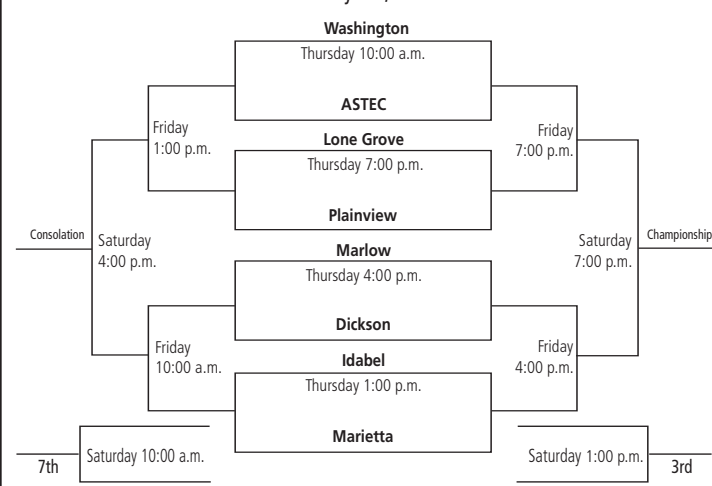 Washington
Thursday 10:00 a.m.
ASTEC
Friday
1:00 p.m.
Friday
7:00 p.m.
Lone Grove
Thursday 7:00 p.m.
Plainview
Consolation
Saturday
4:00 p.m.
Saturday
7:00 p.m.
Championship
Marlow
Thursday 4:00 p.m.
Dickson
Friday
10:00 a.m.
Friday
4:00 p.m.
Idabel
Thursday 1:00 p.m.
Marietta
7th
Saturday 10:00 a.m.
Saturday 1:00 p.m.
3rd